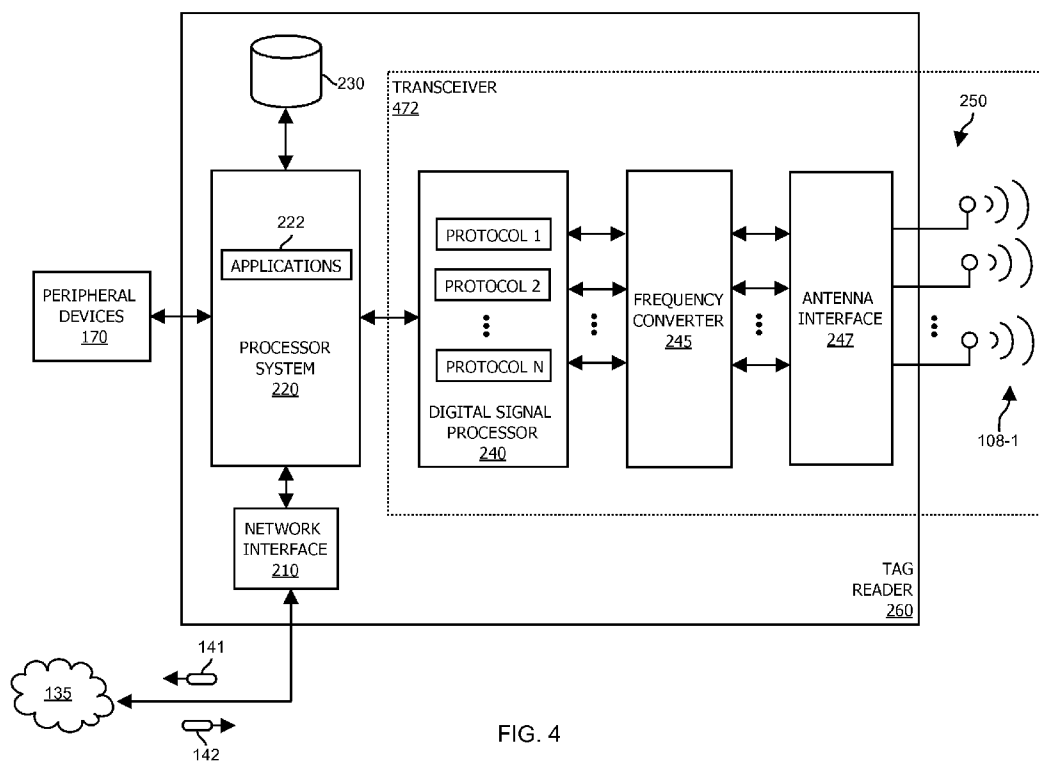 230
TRANSCEIVER
472
250
222
APPLICATIONS
PROCESSOR
SYSTEM
220
PERIPHERAL
DEVICES
170
PROTOCOL 1
PROTOCOL 2
PROTOCOL N
DIGITAL SIGNAL
PROCESSOR
240
FREQUENCY
CONVERTER
245
ANTENNA
INTERFACE
247
108-1
NETWORK
INTERFACE
210
TAG
READER
260
141
135
142
FIG. 4